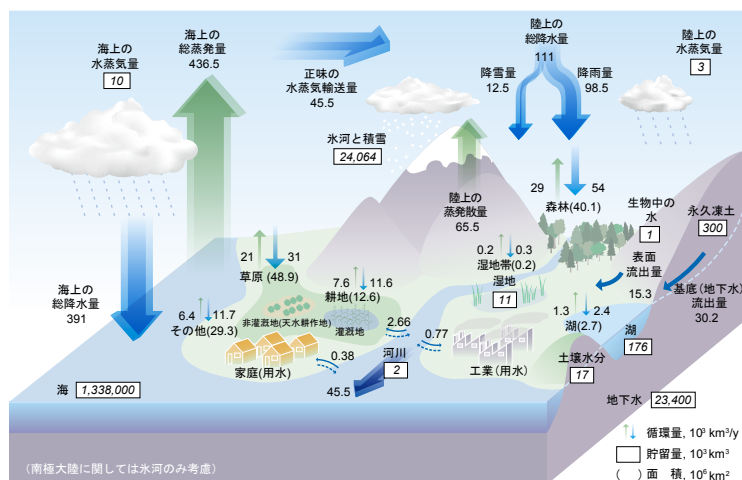 海上の
水蒸気量
10
海上の
総蒸発量
436.5
正味の
水蒸気輸送量
45.5
陸上の
総降水量
111
降雪量
12.5
降雨量
98.5
陸上の
水蒸気量
3
氷河と積雪
24,064
陸上の
蒸発散量
65.5
29
54
森林(40.1)
生物中の
水
1
永久凍土
300
21
31
草原(48.9)
7.6
11.6
耕地(12.6)
0.2
0.3
湿地帯(0.2)
湿地
11
表面
流出量
15.3
基底(地下水)
流出量
30.2
海上の
総降水量
391
6.4
11.7
その他(29.3)
非灌漑地(天水耕作地)
灌漑地
2.66
0.77
1.3
2.4
湖(2.7)
湖
176
0.38
家庭(用水)
河川
2
45.5
工業(用水)
土壌水分
17
海
1,338,000
地下水
23,400
循環量, 10³ km³/y
貯留量, 10³ km³
( ) 面 積, 10⁶ km²
(南極大陸に関しては氷河のみ考慮)